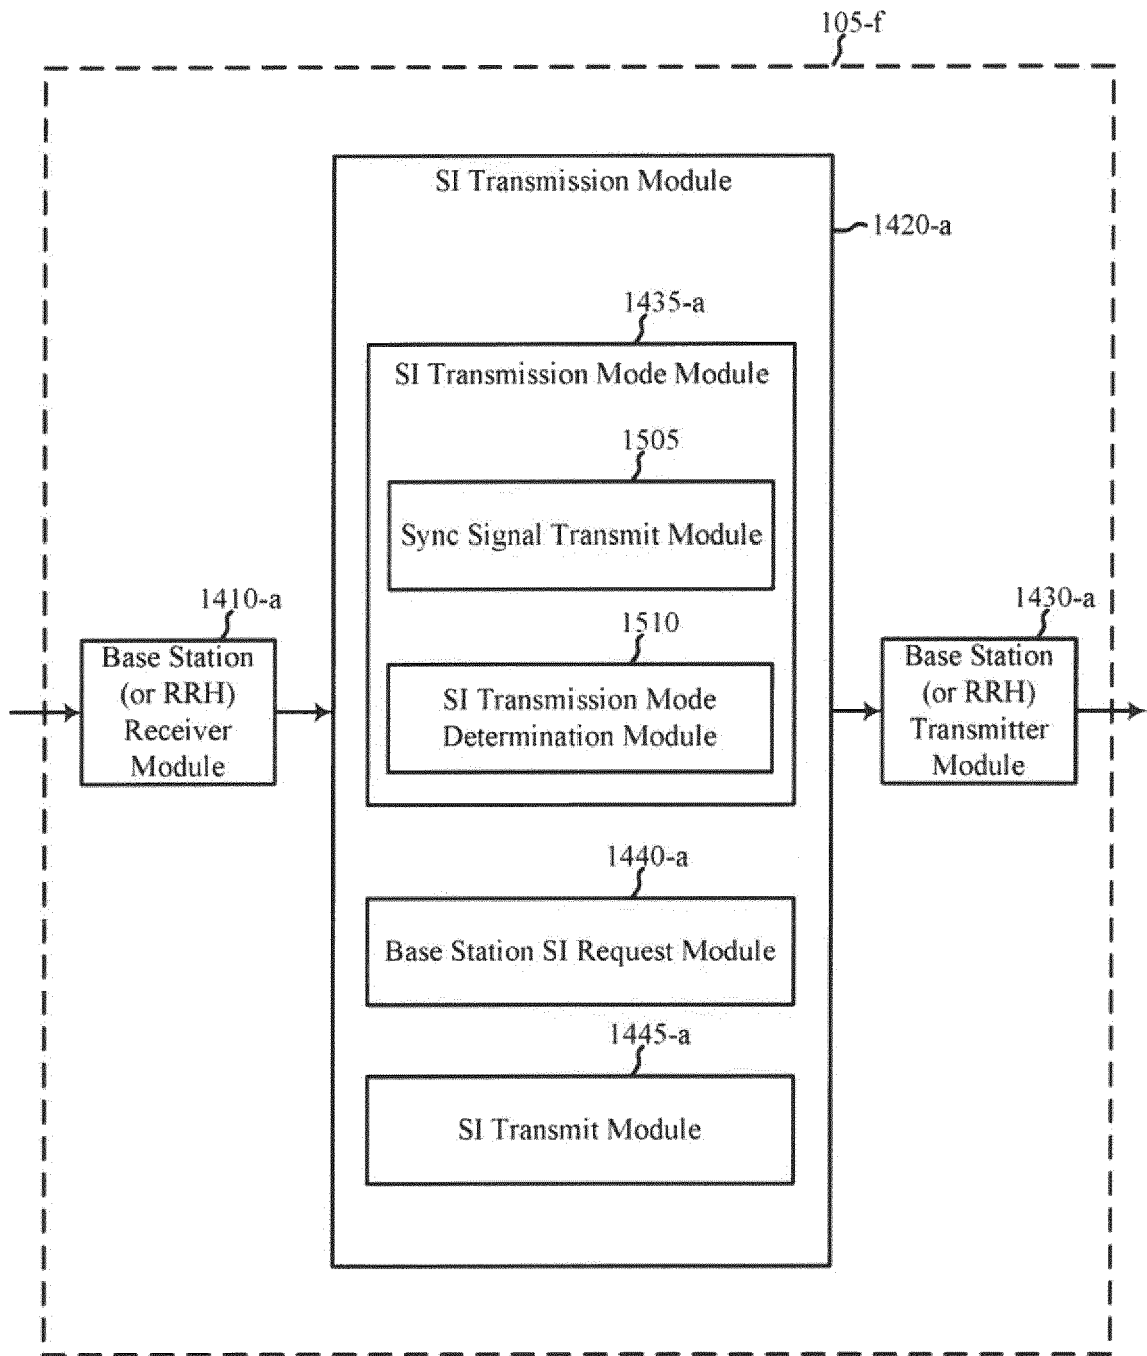 105-f
SI Transmission Module
1420-a
1435-a
SI Transmission Mode Module
1505
Sync Signal Transmit Module
1410-a
Base Station
(or RRH)
Receiver
Module
1510
SI Transmission Mode
Determination Module
1430-a
Base Station
(or RRH)
Transmitter
Module
1440-a
Base Station SI Request Module
1445-a
SI Transmit Module